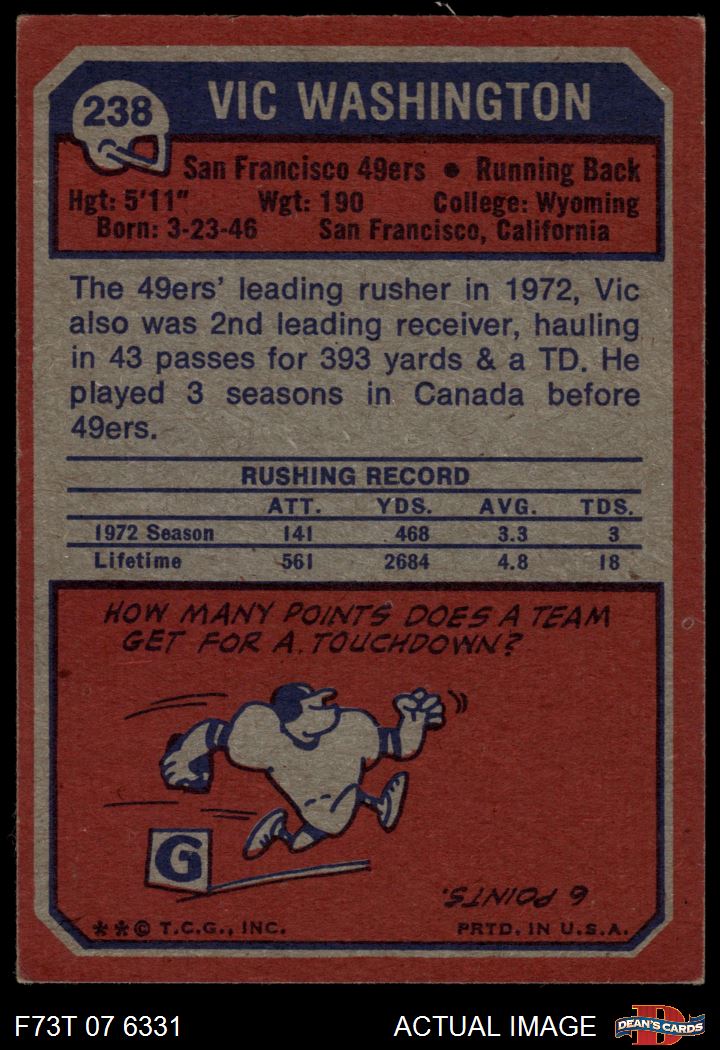 238
VIC WASHINGTON
San Francisco 49ers • Running Back
Hgt: 5'11" Wgt: 190 College: Wyoming
Born: 3-23-46 San Francisco, California
The 49ers' leading rusher in 1972, Vic
also was 2nd leading receiver, hauling
in 43 passes for 393 yards & a TD. He
played 3 seasons in Canada before
49ers.
RUSHING RECORD
ATT. YDS. AVG. TDS.
1972 Season 141 468 3.3 3
Lifetime 561 2684 4.8 18
HOW MANY POINTS DOES A TEAM
GET FOR A TOUCHDOWN?
G
6 POINTS.
**© T.C.G., INC. PRTD. IN U.S.A.
F73T 07 6331 ACTUAL IMAGE
D
DEAN'S CARDS